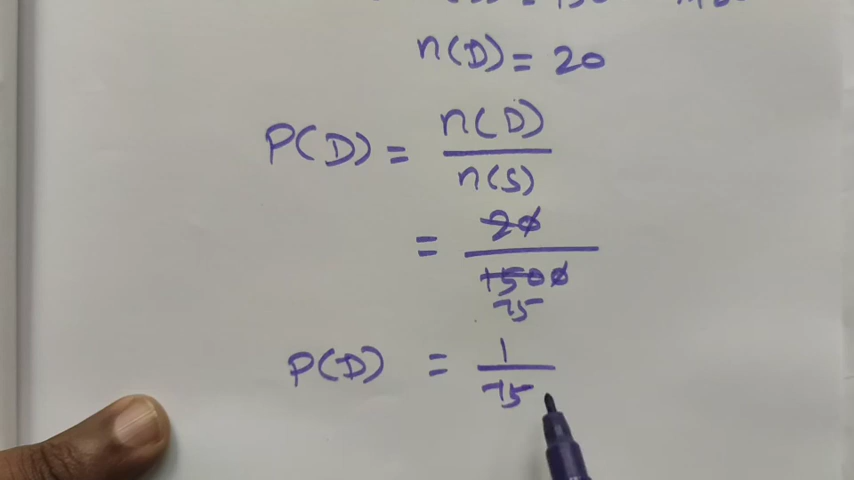 n(D) = 20
P(D) = n(D)
n(S)
= 20
1500
75
P(D) = 1
75